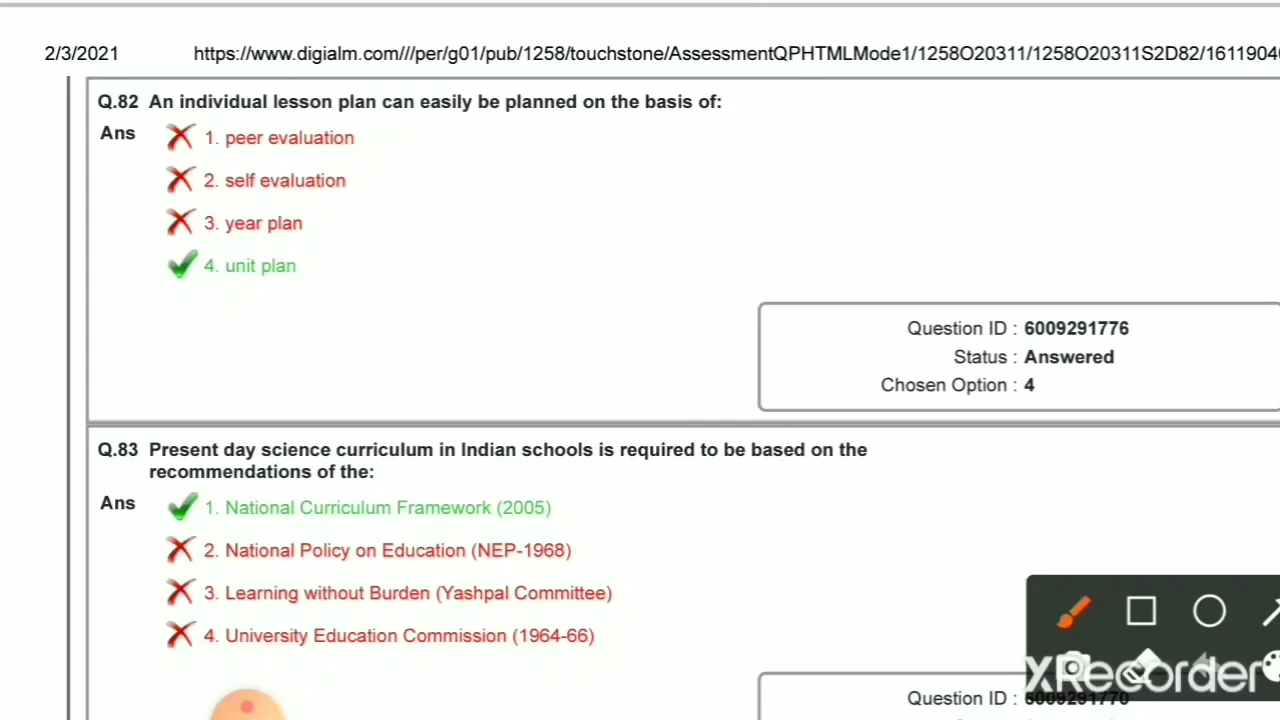 2/3/2021 https://www.digialm.com///per/g01/pub/1258/touchstone/AssessmentQPHTMLMode1/1258O20311/1258O20311S2D82/16119040
Q.82 An individual lesson plan can easily be planned on the basis of:
Ans 1. peer evaluation
2. self evaluation
3. year plan
4. unit plan
Question ID : 6009291776
Status : Answered
Chosen Option : 4
Q.83 Present day science curriculum in Indian schools is required to be based on the
recommendations of the:
Ans 1. National Curriculum Framework (2005)
2. National Policy on Education (NEP-1968)
3. Learning without Burden (Yashpal Committee)
4. University Education Commission (1964-66)
XRecorder
Question ID : 6009291770